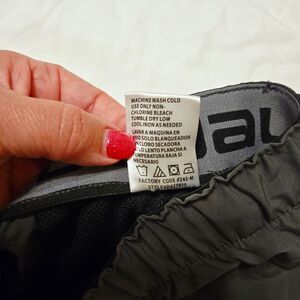 MACHINE WASH COLD
USE ONLY NON-
CHLORINE BLEACH
TUMBLE DRY LOW
COOL IRON AS NEEDED
LAVAR A MAQUINA EN
SOLO BLANQUEADOR
CLORO SECADORA
LENTO PLANCHA A
TEMPERATURA BAJA SI
NECESARIO
FACTORY CODE #242-M